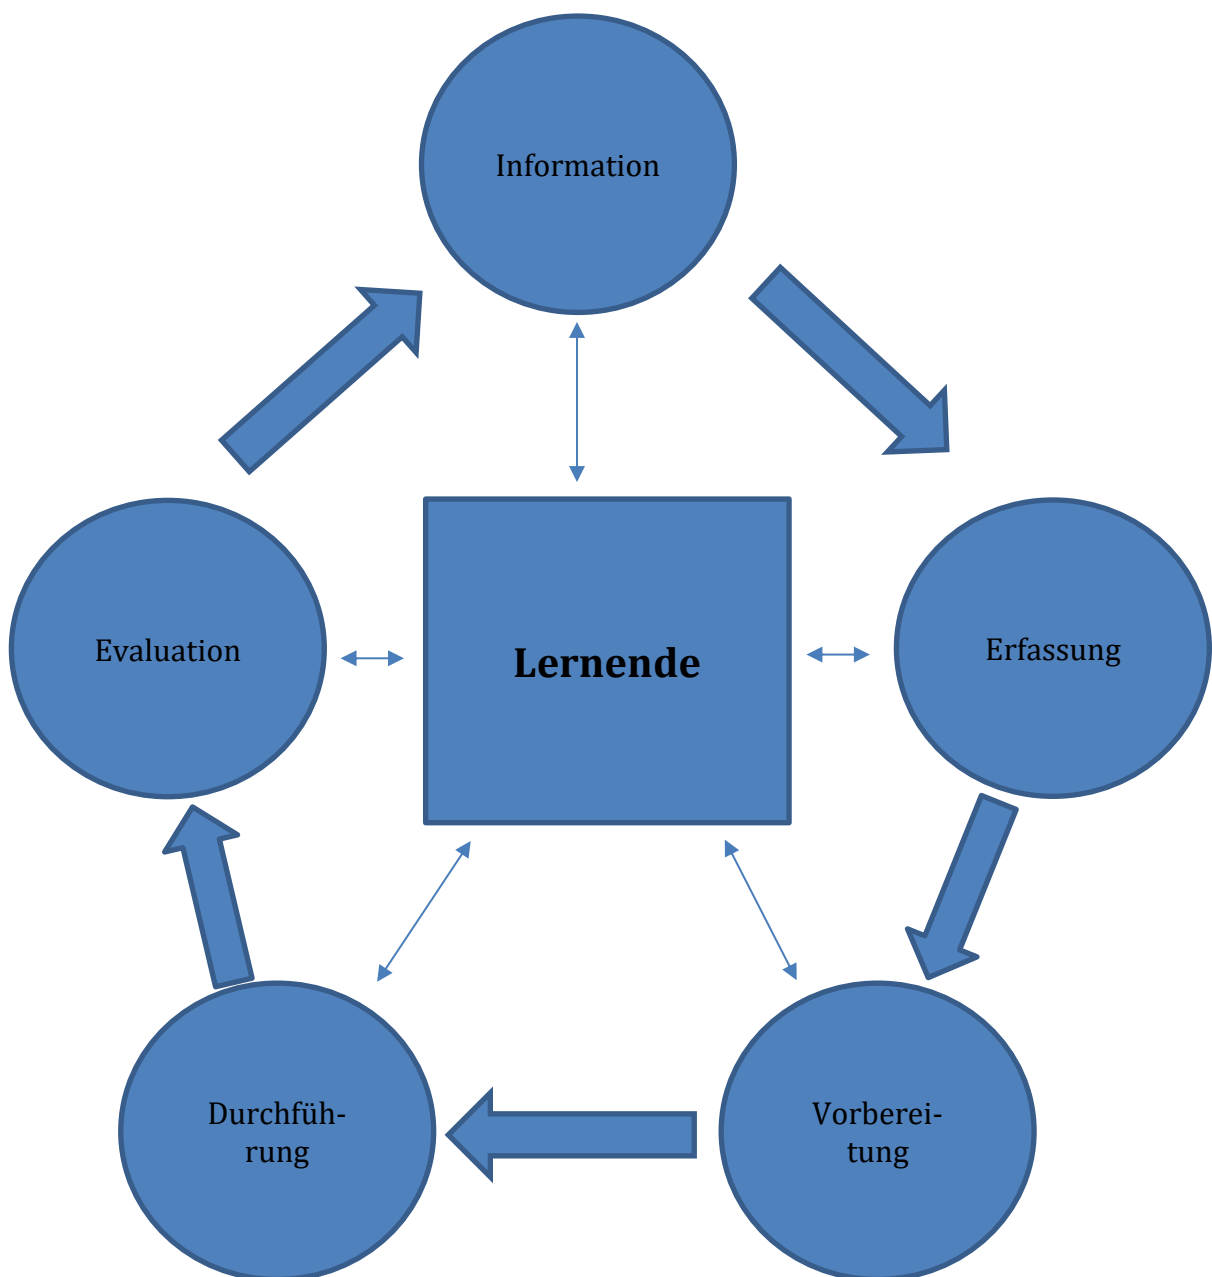 Information
Evaluation
Lernende
Erfassung
Durchfüh-
rung
Vorberei-
tung